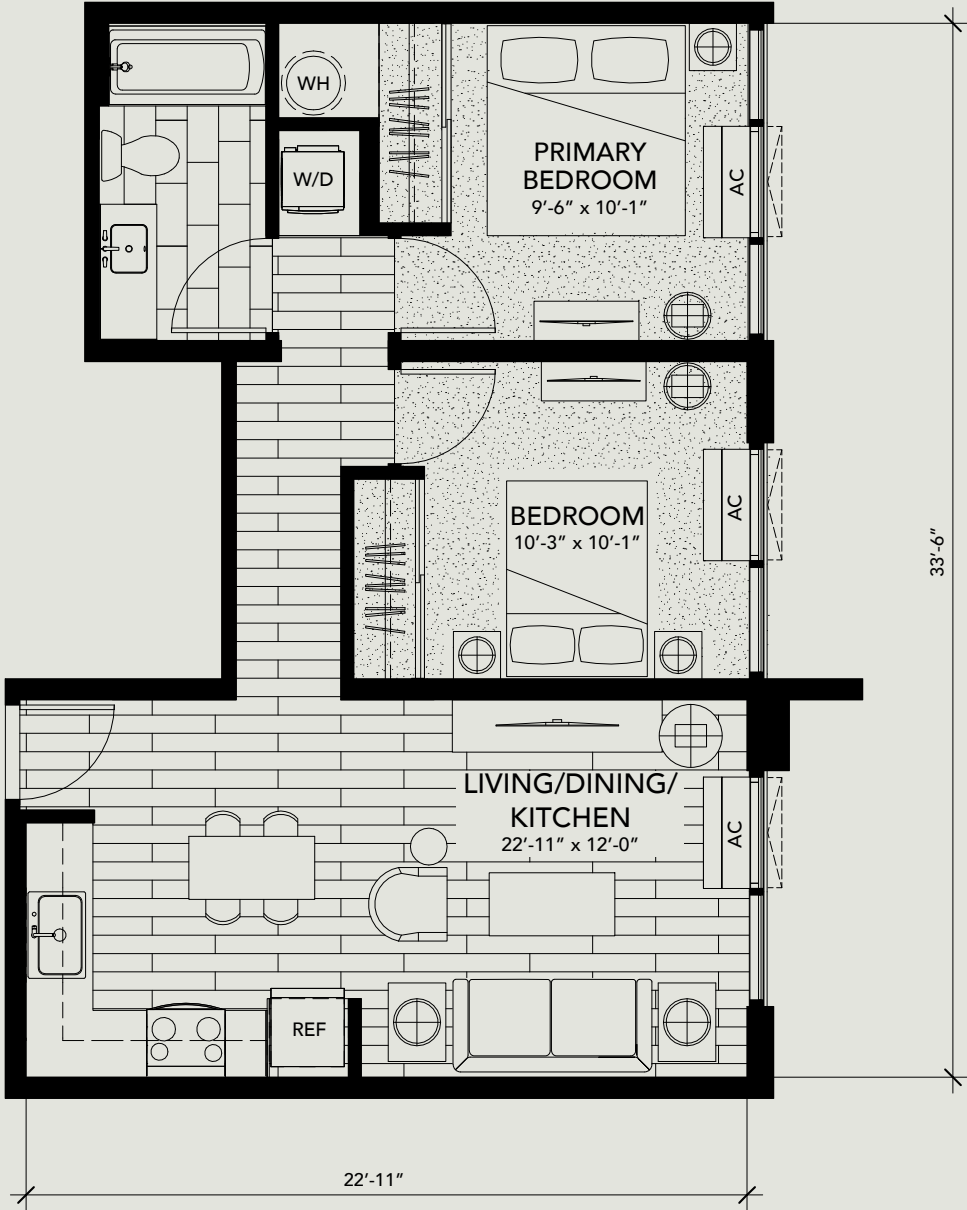 WH
W/D
PRIMARY
BEDROOM
9′-6″ x 10′-1″
AC
BEDROOM
10′-3″ x 10′-1″
AC
33′-6″
LIVING/DINING/
KITCHEN
22′-11″ x 12′-0″
AC
REF
22′-11″